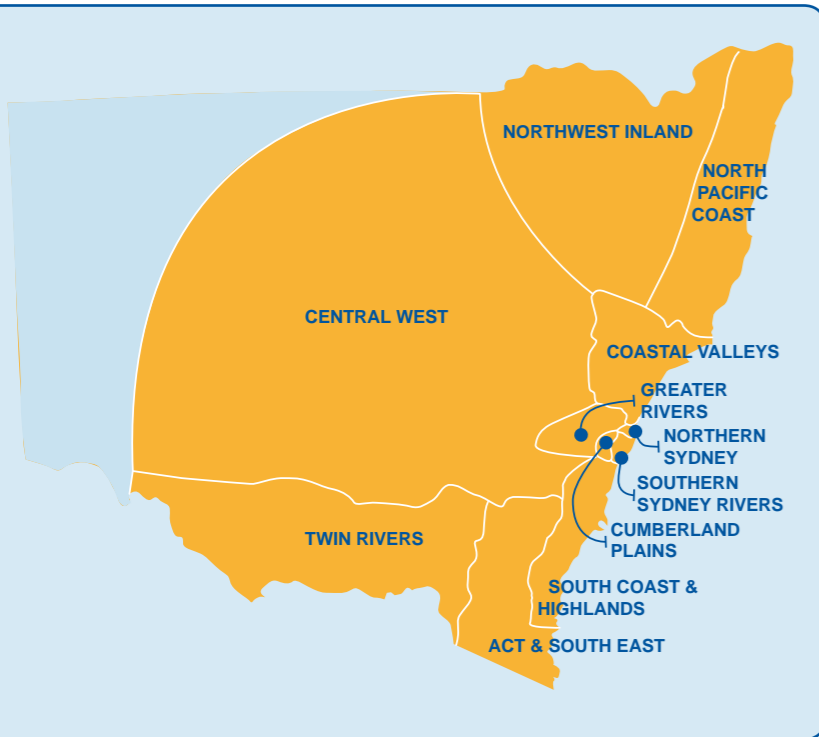 NORTHWEST INLAND
NORTH
PACIFIC
COAST
CENTRAL WEST
COASTAL VALLEYS
GREATER
RIVERS
NORTHERN
SYDNEY
SOUTHERN
SYDNEY RIVERS
CUMBERLAND
PLAINS
TWIN RIVERS
SOUTH COAST &
HIGHLANDS
ACT & SOUTH EAST